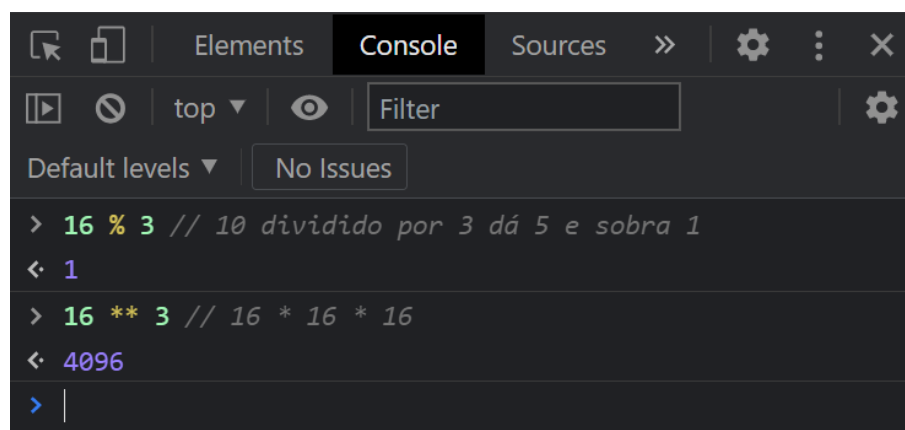 Elements Console Sources
top Filter
Default levels No Issues
> 16 % 3 // 10 dividido por 3 dá 5 e sobra 1
1
> 16 ** 3 // 16 * 16 * 16
4096
>